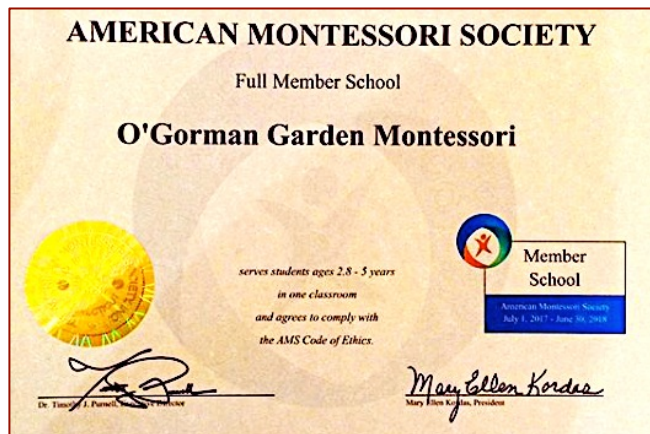 AMERICAN MONTESSORI SOCIETY
Full Member School
O'Gorman Garden Montessori
serves students ages 2.8 - 5 years
in one classroom
and agrees to comply with
the AMS Code of Ethics.
Member
School
American Montessori Society
July 1, 2017 - June 30, 2018
Mary Ellen Kordas
Dr. Timothy J. Purnell, Executive Director
Mary Ellen Kordas, President